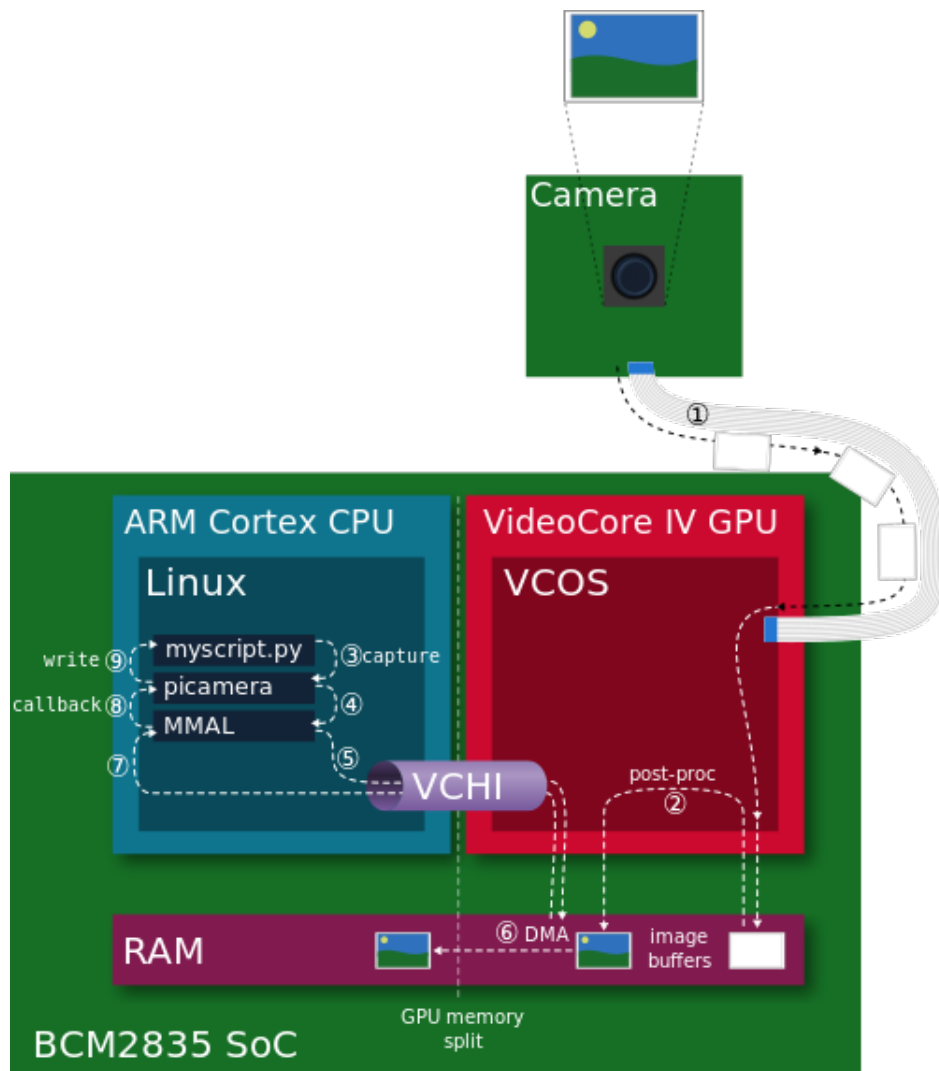 Camera
①
ARM Cortex CPU
VideoCore IV GPU
Linux
VCOS
myscript.py
write ⑨
③capture
picamera
callback ⑧
④
MMAL
⑤
⑦
VCHI
post-proc
②
RAM
⑥ DMA
image
buffers
GPU memory
split
BCM2835 SoC